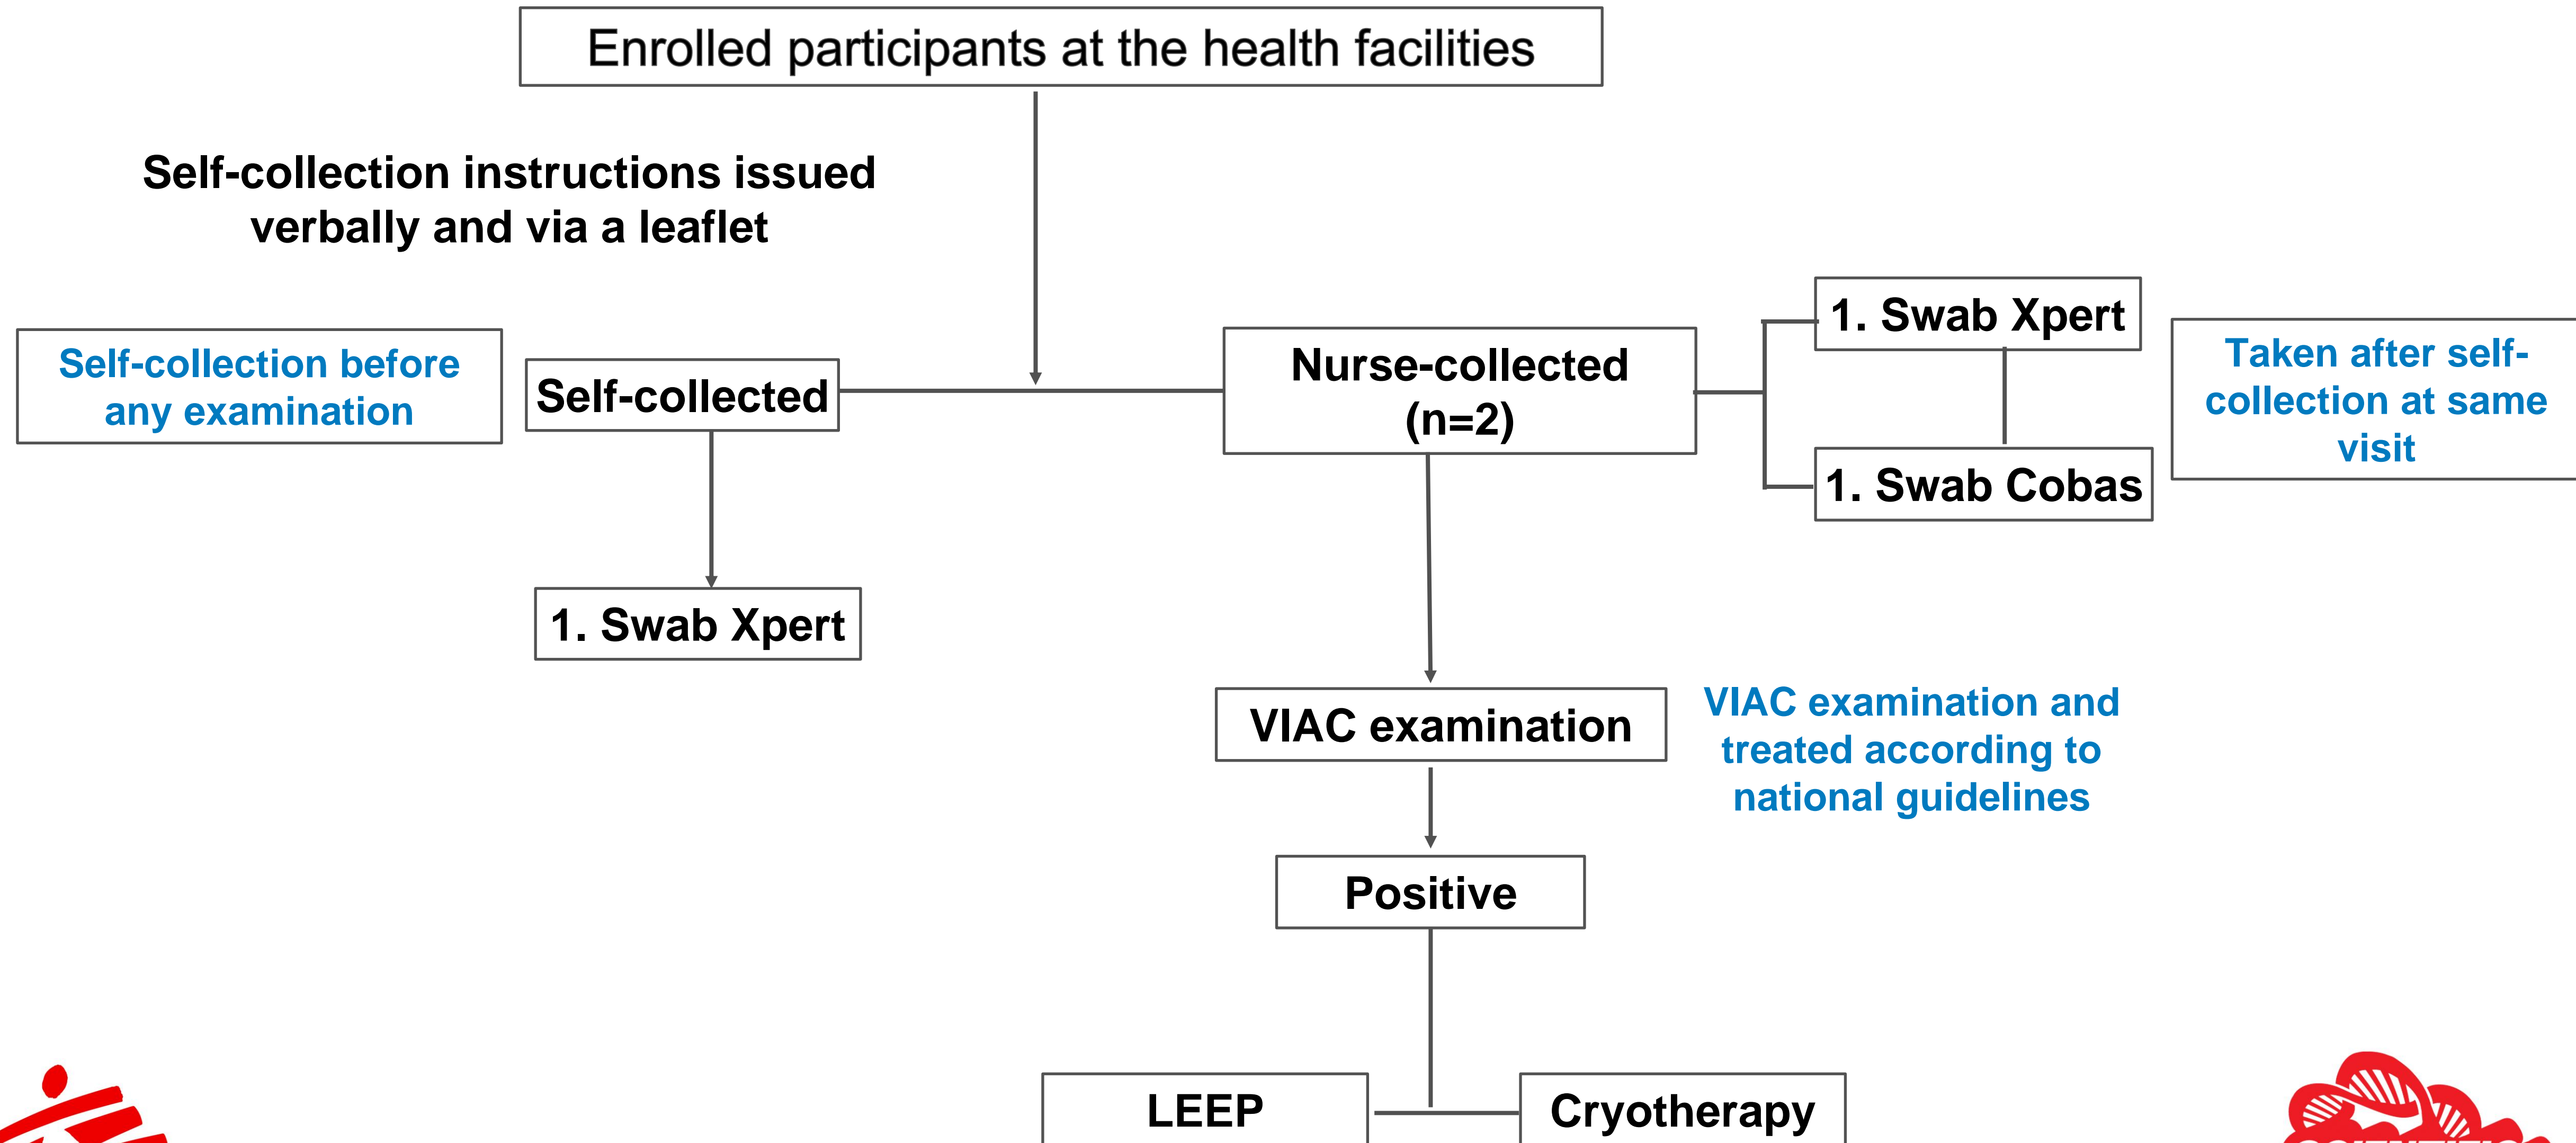 Enrolled participants at the health facilities
Self-collection instructions issued
verbally and via a leaflet
Self-collection before
any examination
Self-collected
Nurse-collected
(n=2)
1. Swab Xpert
1. Swab Cobas
Taken after self-
collection at same
visit
1. Swab Xpert
VIAC examination
VIAC examination and
treated according to
national guidelines
Positive
LEEP
Cryotherapy